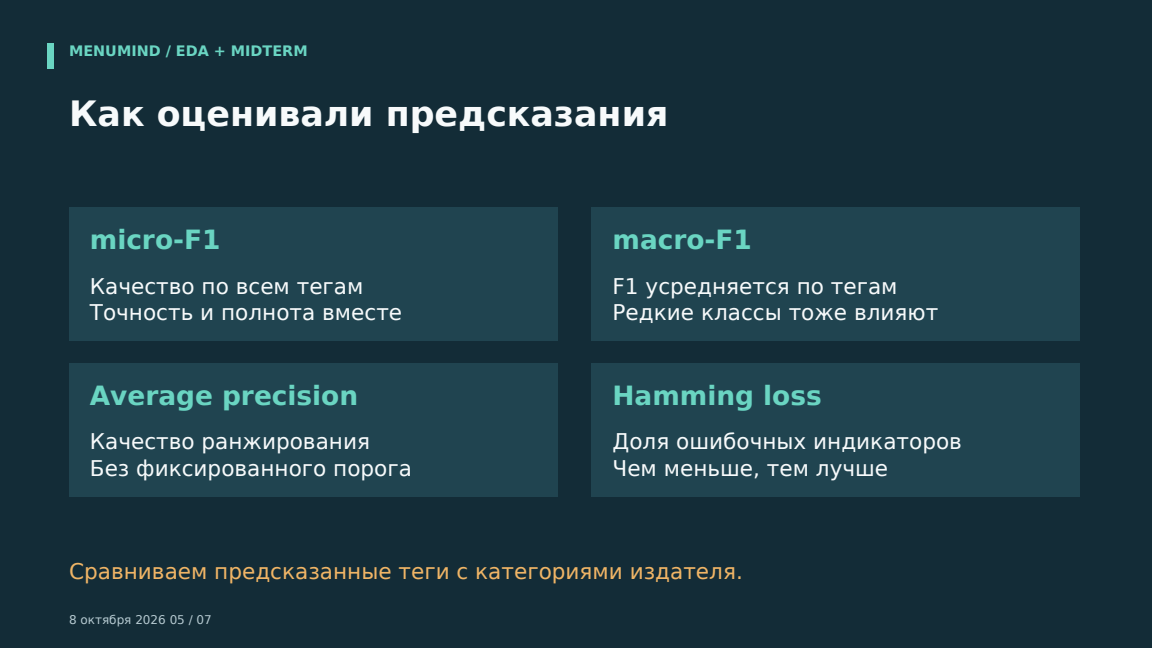 MENUMIND / EDA + MIDTERM
Как оценивали предсказания
micro-F1
Качество по всем тегам
Точность и полнота вместе
macro-F1
F1 усредняется по тегам
Редкие классы тоже влияют
Average precision
Качество ранжирования
Без фиксированного порога
Hamming loss
Доля ошибочных индикаторов
Чем меньше, тем лучше
Сравниваем предсказанные теги с категориями издателя.
8 октября 2026 05 / 07